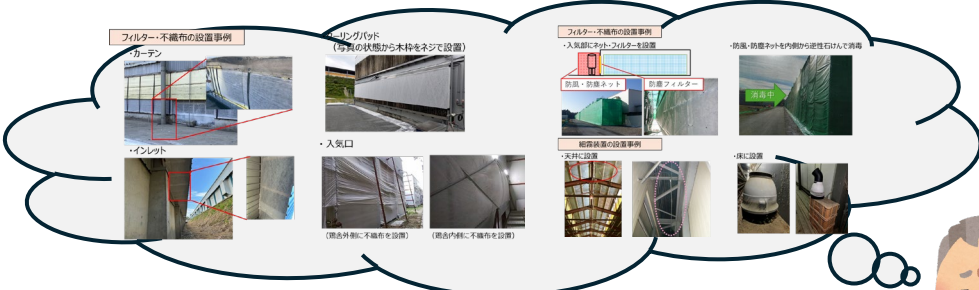 フィルター・不織布の設置事例
・カーテン
・インレット
ーリングパッド
(写真の状態から木枠をネジで設置)
・入気口
(鶏舎外側に不織布を設置)
(鶏舎内側に不織布を設置)
フィルター・不織布の設置事例
・入気部にネット・フィルターを設置
防風・防塵ネット
防塵フィルター
・防風・防塵ネットを内側から逆性石けんで消毒
消毒中
細霧装置の設置事例
・天井に設置
・床に設置